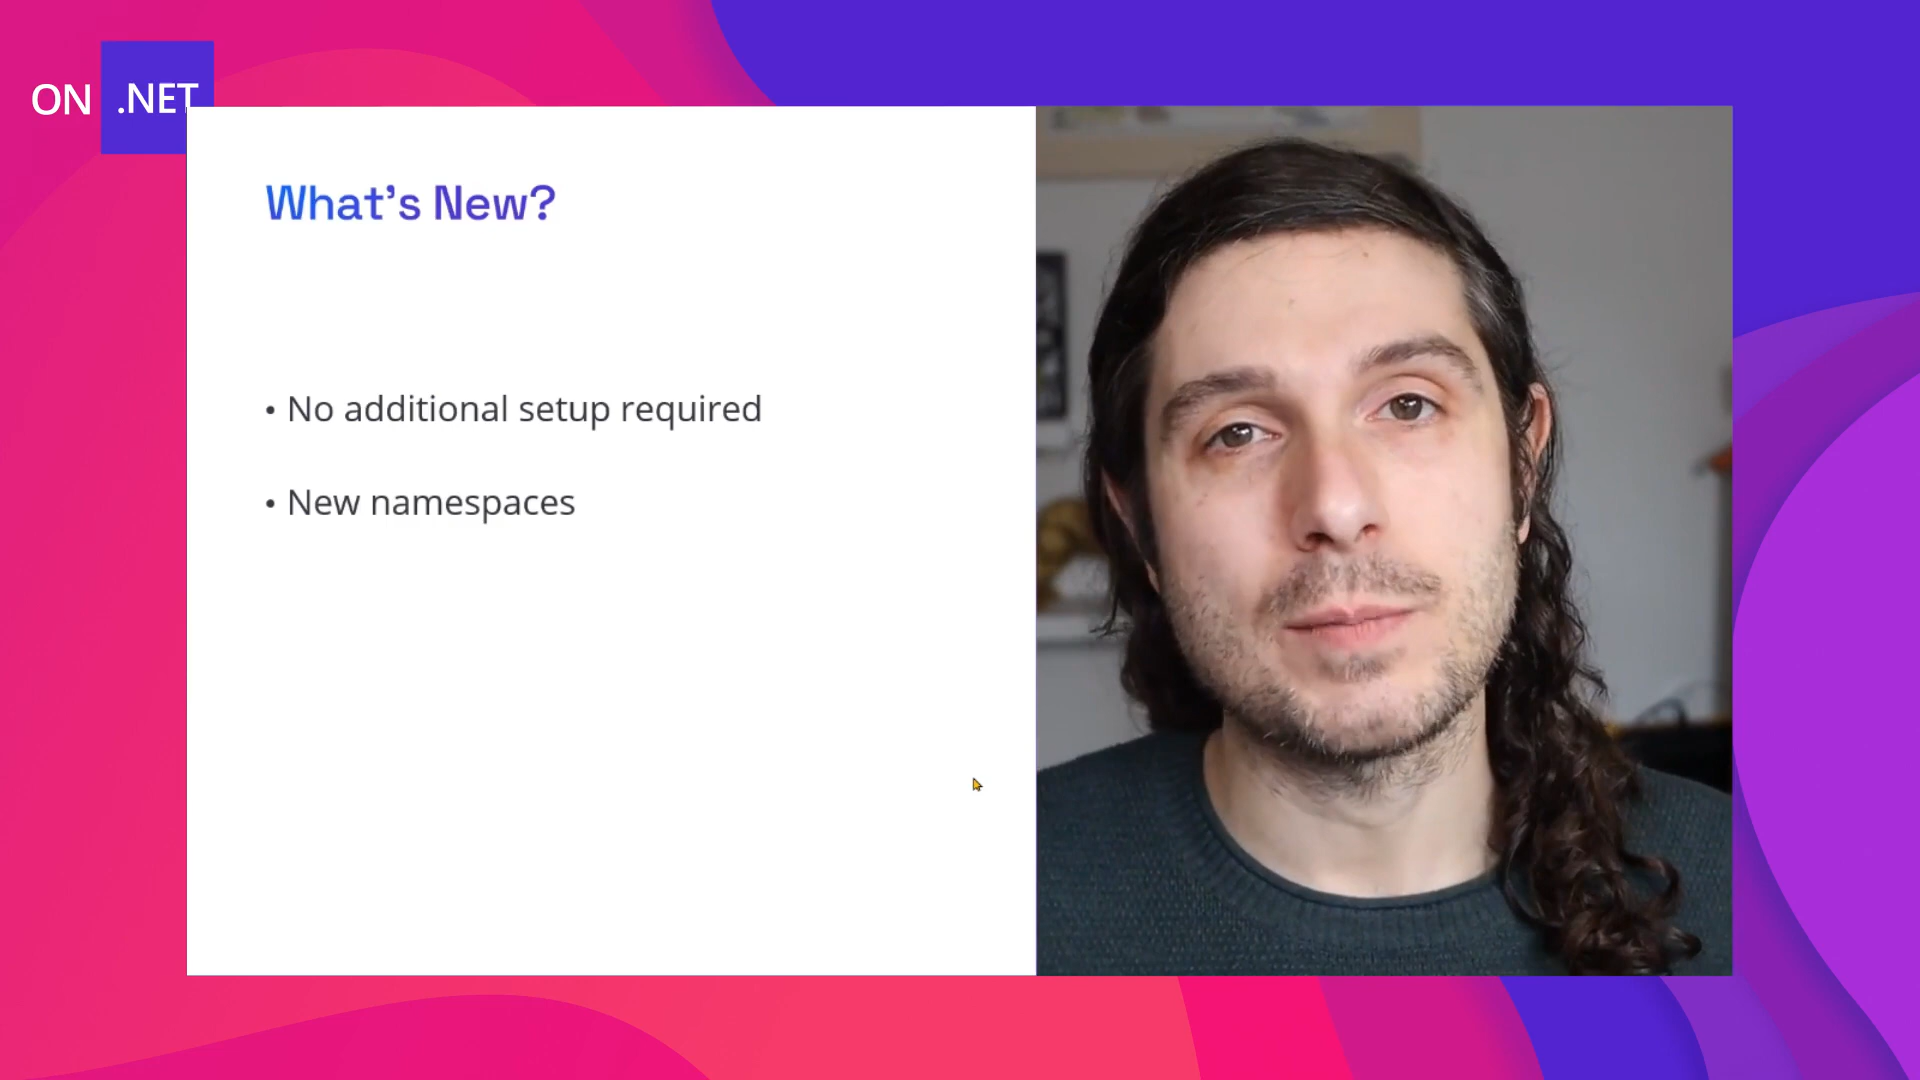 ON .NET
What's New?
• No additional setup required
• New namespaces